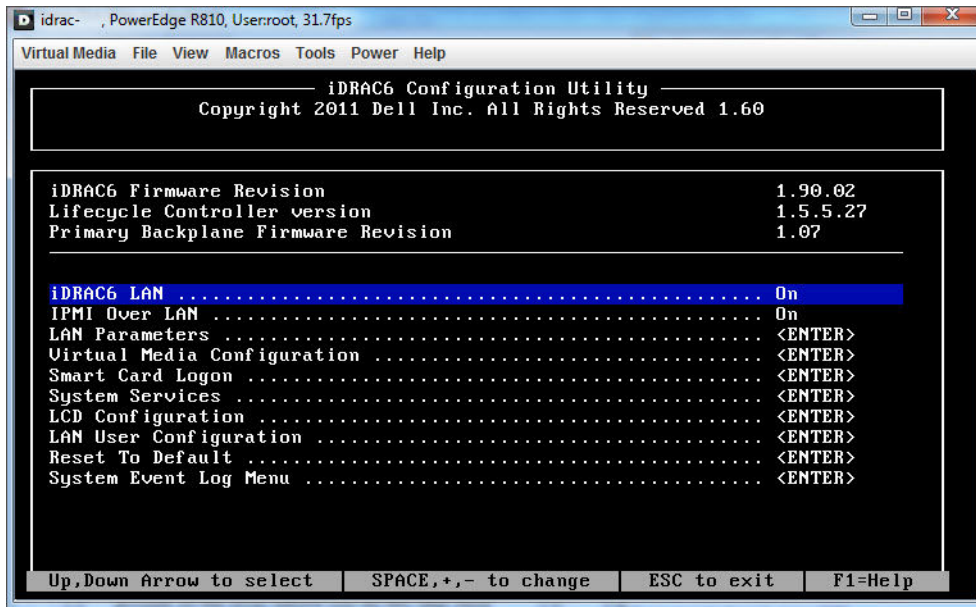 idrac- , PowerEdge R810, User:root, 31.7fps
Virtual Media File View Macros Tools Power Help
iDRAC6 Configuration Utility
Copyright 2011 Dell Inc. All Rights Reserved 1.60
iDRAC6 Firmware Revision 1.90.02
Lifecycle Controller version 1.5.5.27
Primary Backplane Firmware Revision 1.07
iDRAC6 LAN .................................................. On
IPMI Over LAN ............................................... On
LAN Parameters .............................................. <ENTER>
Virtual Media Configuration ................................. <ENTER>
Smart Card Logon ............................................ <ENTER>
System Services ............................................. <ENTER>
LCD Configuration ........................................... <ENTER>
LAN User Configuration ...................................... <ENTER>
Reset To Default ............................................ <ENTER>
System Event Log Menu ....................................... <ENTER>
Up,Down Arrow to select SPACE,+,- to change ESC to exit F1=Help